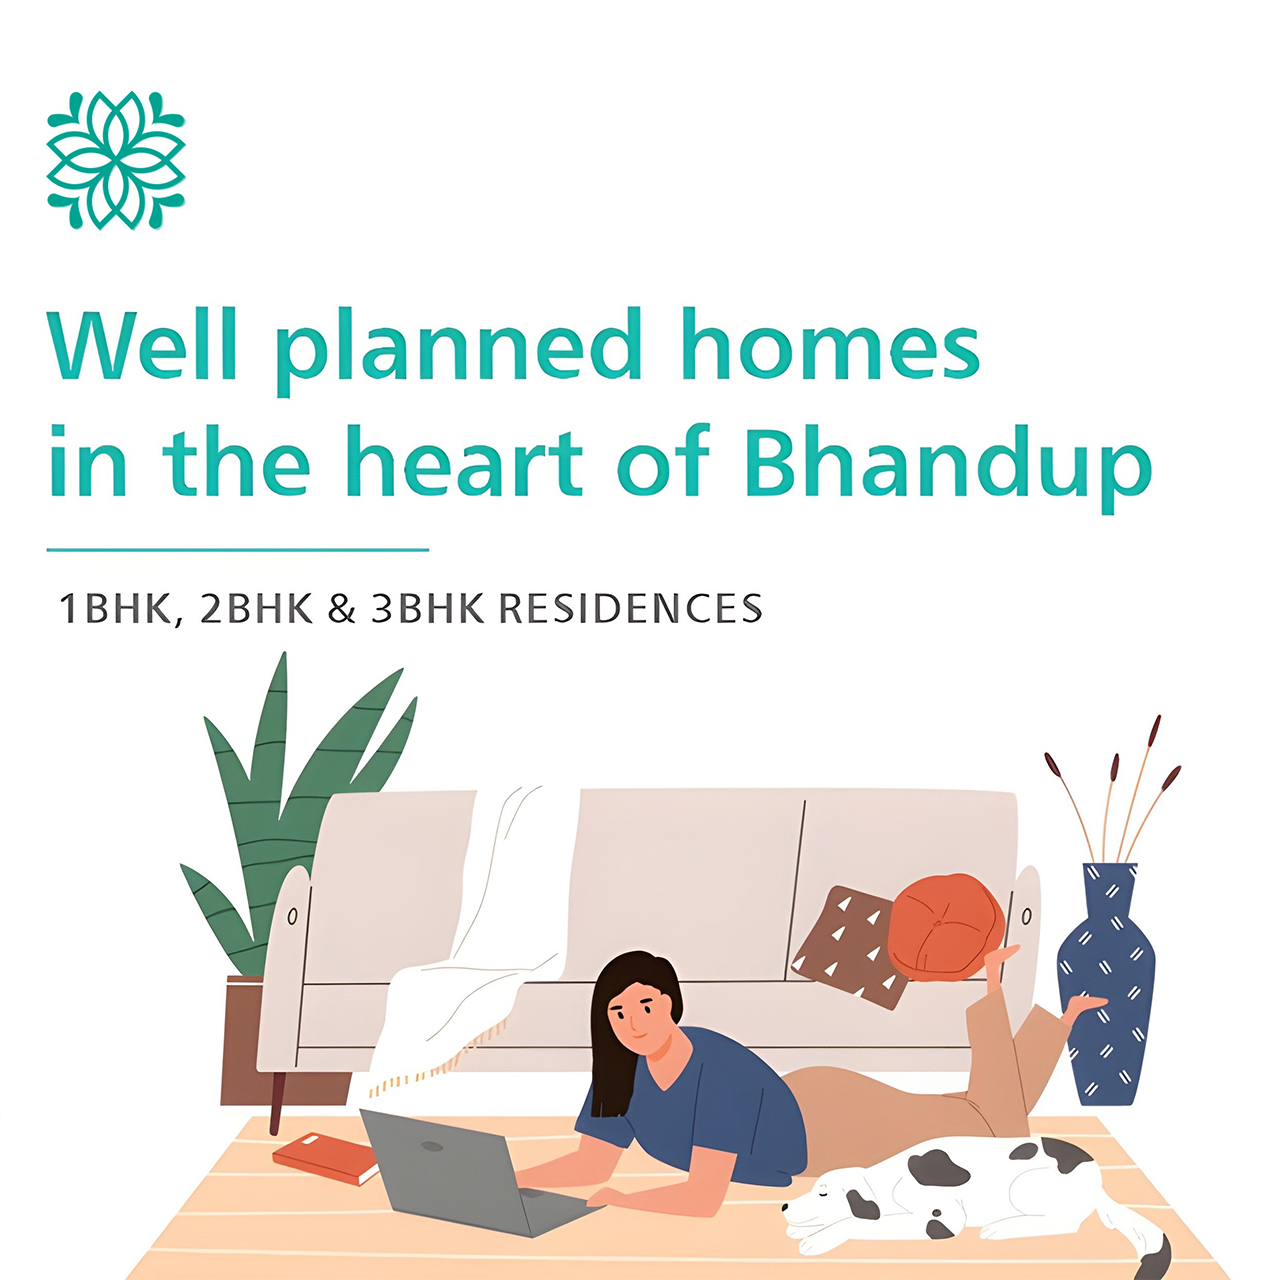 Well planned homes
in the heart of Bhandup
1BHK, 2BHK & 3BHK RESIDENCES